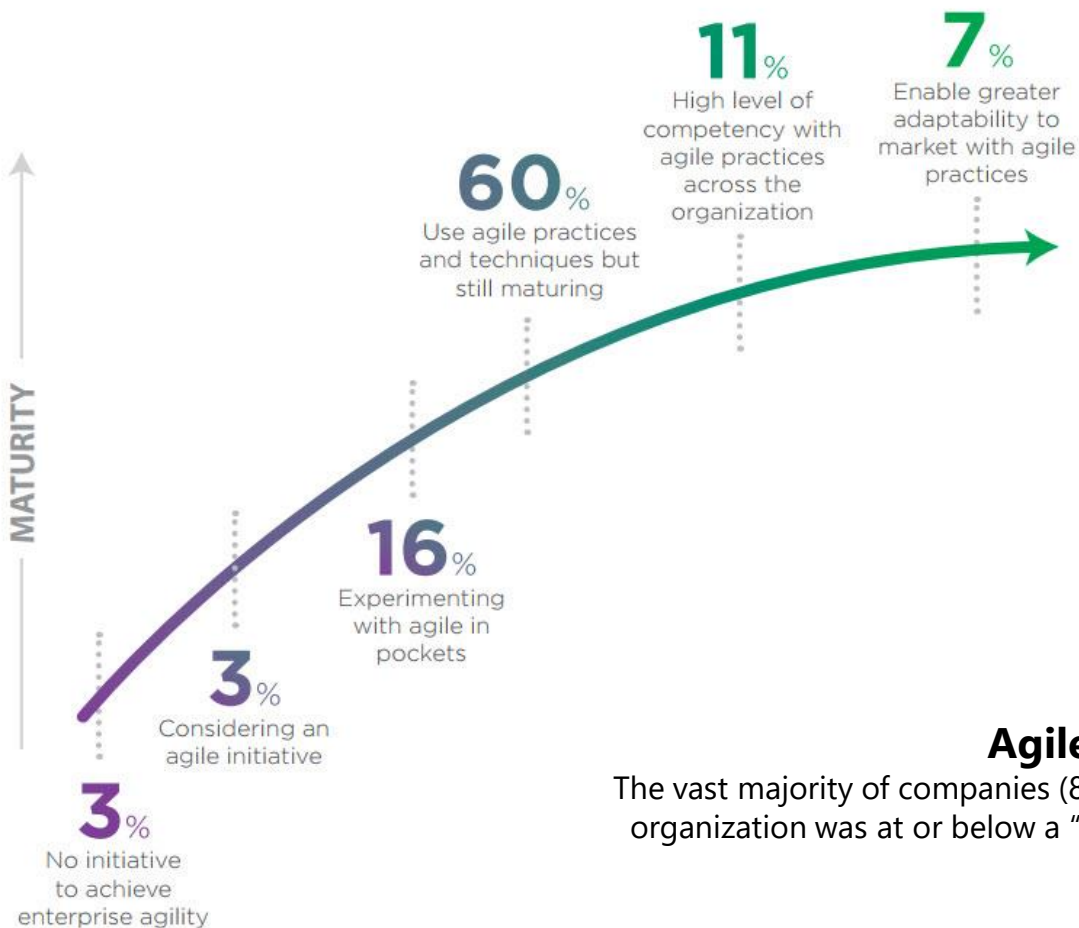 11%
High level of
competency with
agile practices
across the
organization
7%
Enable greater
adaptability to
market with agile
practices
60%
Use agile practices
and techniques but
still maturing
MATURITY
16%
Experimenting
with agile in
pockets
3%
Considering an
agile initiative
3%
No initiative
to achieve
enterprise agility
Agile
The vast majority of companies (8
organization was at or below a “